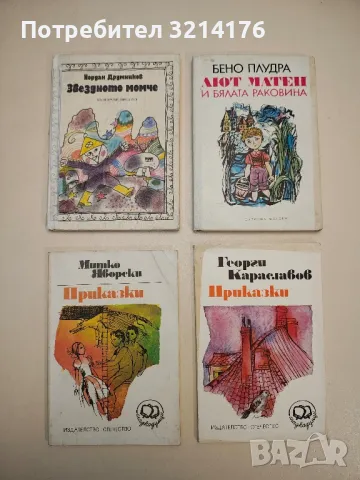 3214176
Йордан Друмников
Звездното момче
БЕНО ПЛУДРА
ЛЮТ МАТЕН
И БЯЛАТА РАКОВИНА
Митко
Яворски
Приказки
ИЗДАТЕЛСТВО ОТЕЧЕСТВО
Георги
Караславов
Приказки
ИЗДАТЕЛСТВО ОТЕЧЕСТВО
BAZAR